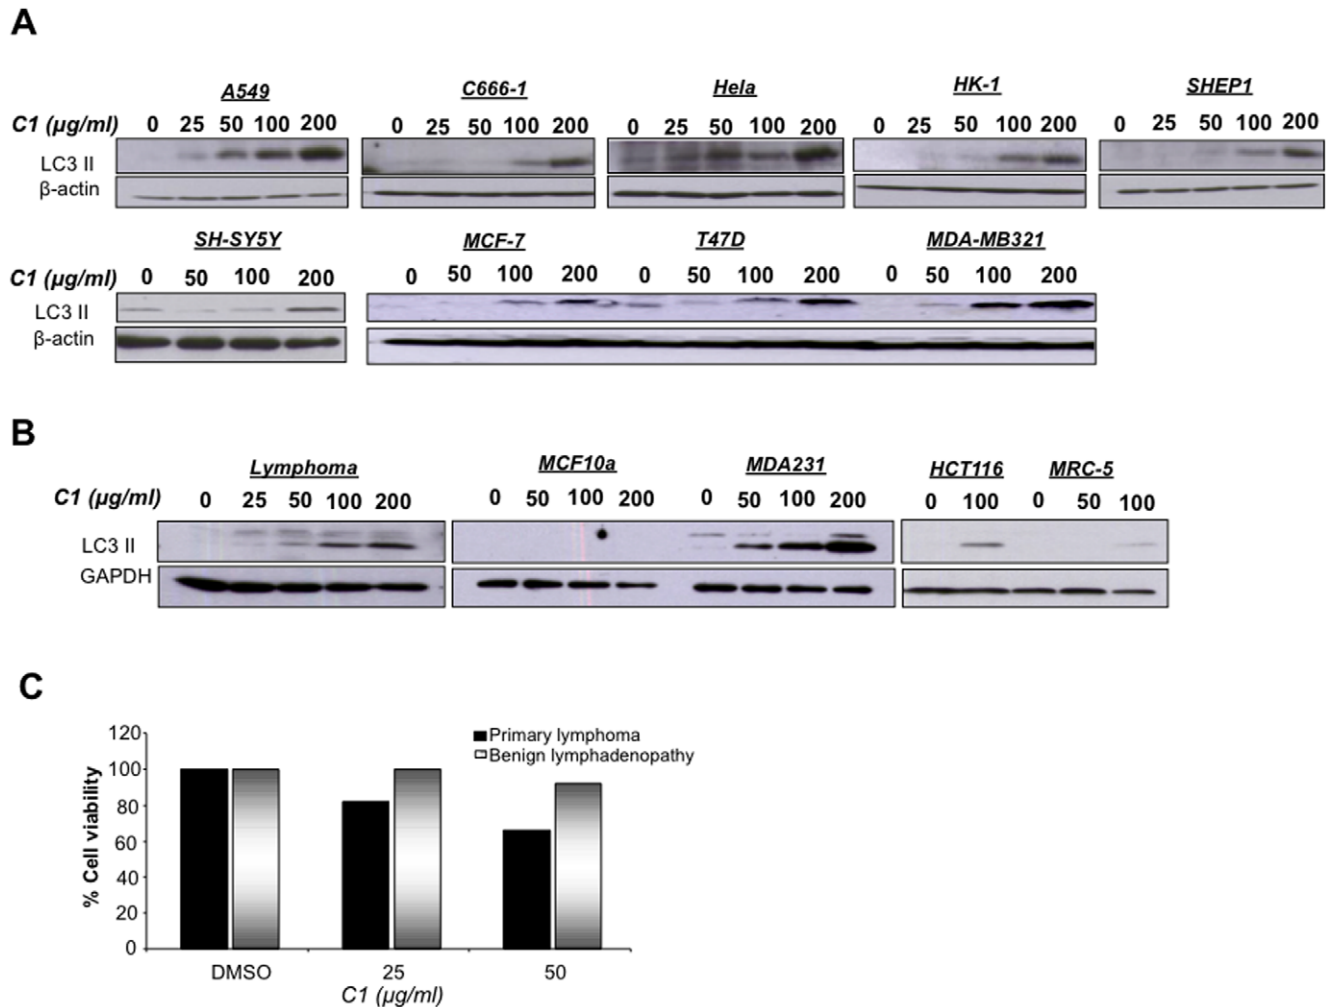 A
A549 C666-1 Hela HK-1 SHEP1
C1 (µg/ml) 0 25 50 100 200 0 25 50 100 200 0 25 50 100 200 0 25 50 100 200 0 25 50 100 200
LC3 II
β-actin
SH-SY5Y MCF-7 T47D MDA-MB321
C1 (µg/ml) 0 50 100 200 0 50 100 200 0 50 100 200 0 50 100 200
LC3 II
β-actin
B
Lymphoma MCF10a MDA231 HCT116 MRC-5
C1 (µg/ml) 0 25 50 100 200 0 50 100 200 0 50 100 200 0 100 0 50 100
LC3 II
GAPDH
C
Primary lymphoma
Benign lymphadenopathy
% Cell viability
120
100
80
60
40
20
0
DMSO 25 50
C1 (µg/ml)